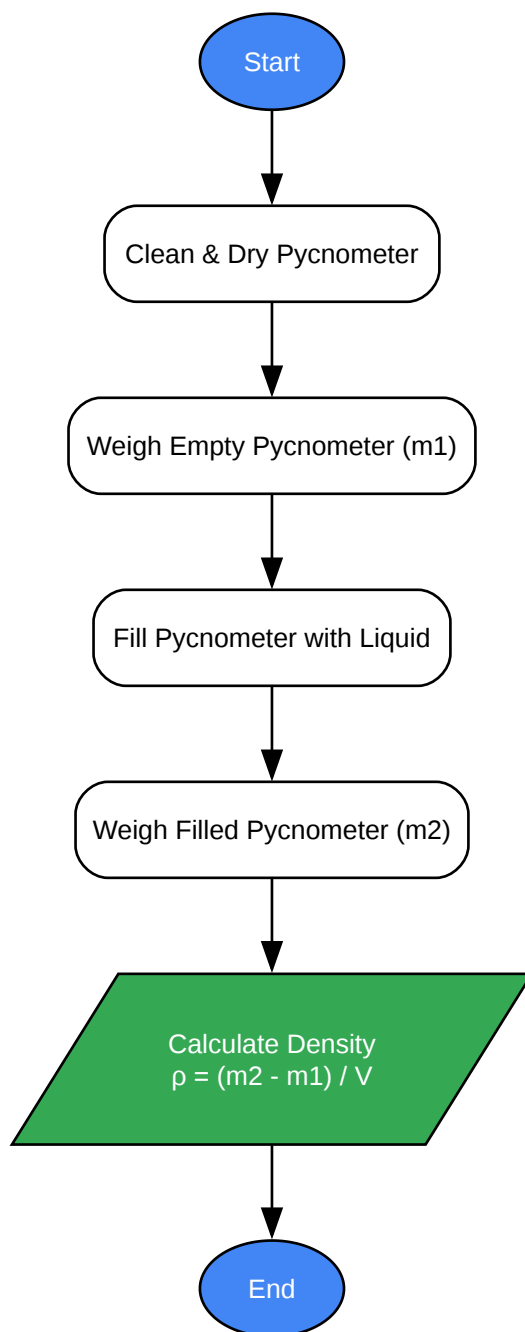 Start
Clean & Dry Pycnometer
Weigh Empty Pycnometer (m1)
Fill Pycnometer with Liquid
Weigh Filled Pycnometer (m2)
Calculate Density
ρ = (m2 - m1) / V
End